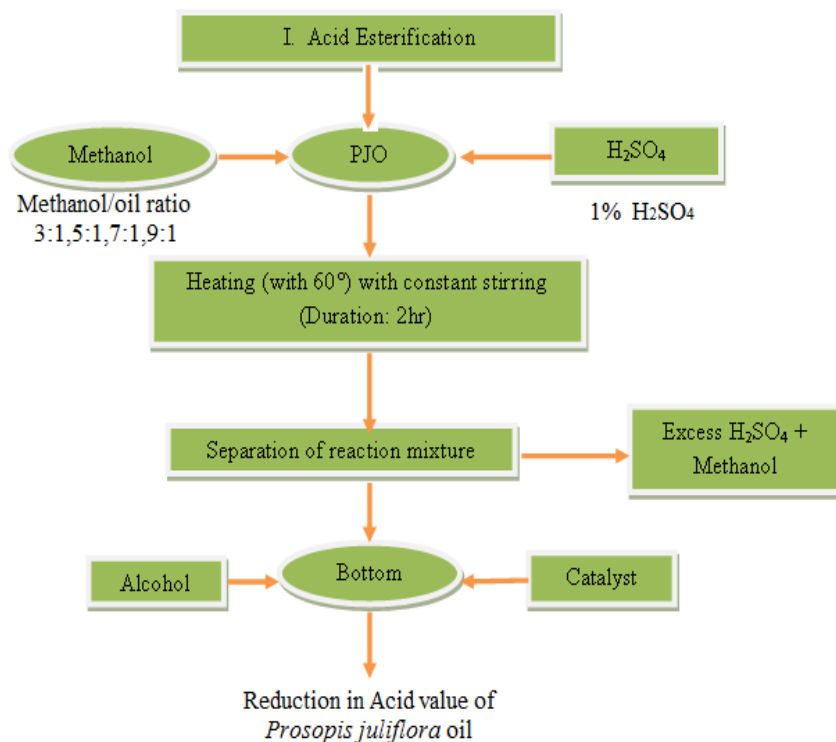 I. Acid Esterification
Methanol
PJO
H₂SO₄
Methanol/oil ratio
3:1,5:1,7:1,9:1
1% H₂SO₄
Heating (with 60°) with constant stirring
(Duration: 2hr)
Separation of reaction mixture
Excess H₂SO₄ +
Methanol
Alcohol
Bottom
Catalyst
Reduction in Acid value of
Prosopis juliflora oil